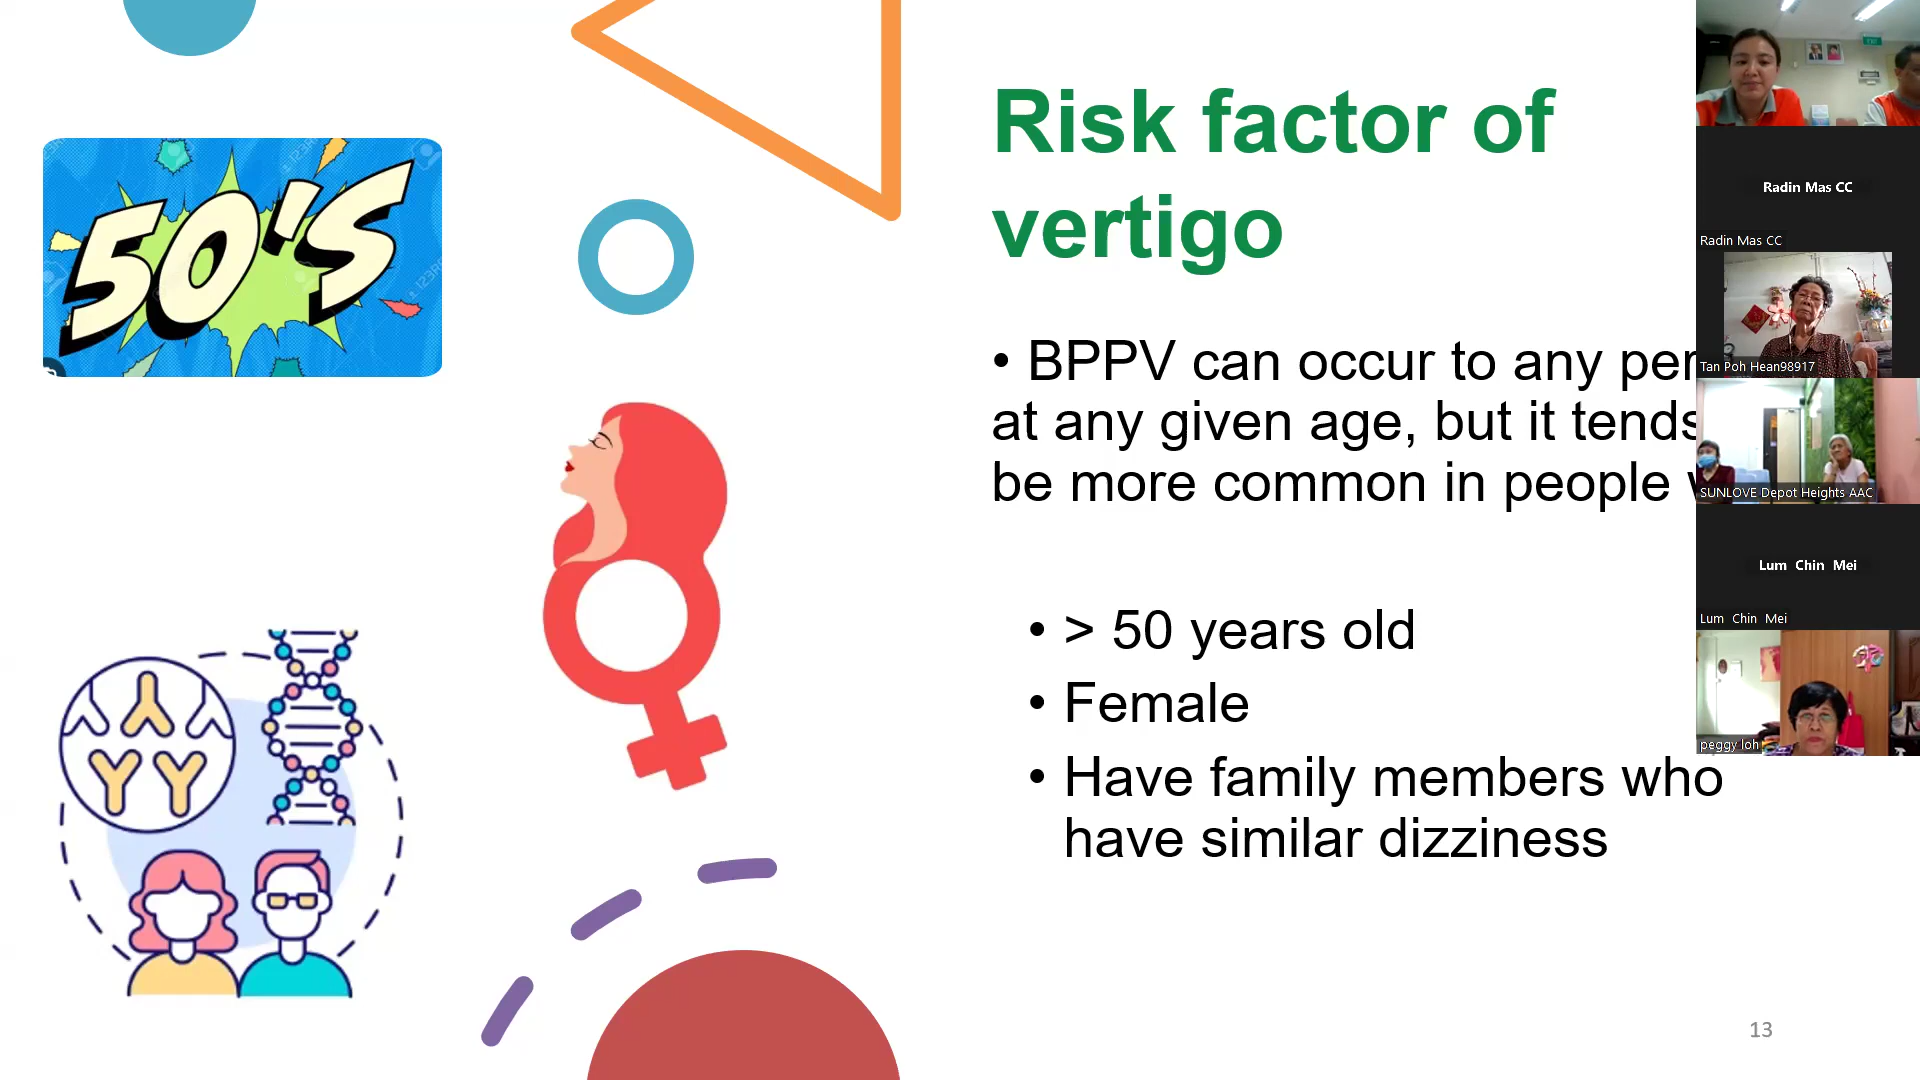 50'S
Risk factor of
vertigo
• BPPV can occur to any per
at any given age, but it tends
be more common in people
• > 50 years old
• Female
• Have family members who
have similar dizziness
13
Radin Mas CC
Radin Mas CC
Tan Poh Hean98917
SUNLOVE Depot Heights AAC
Lum Chin Mei
Lum Chin Mei
peggy loh